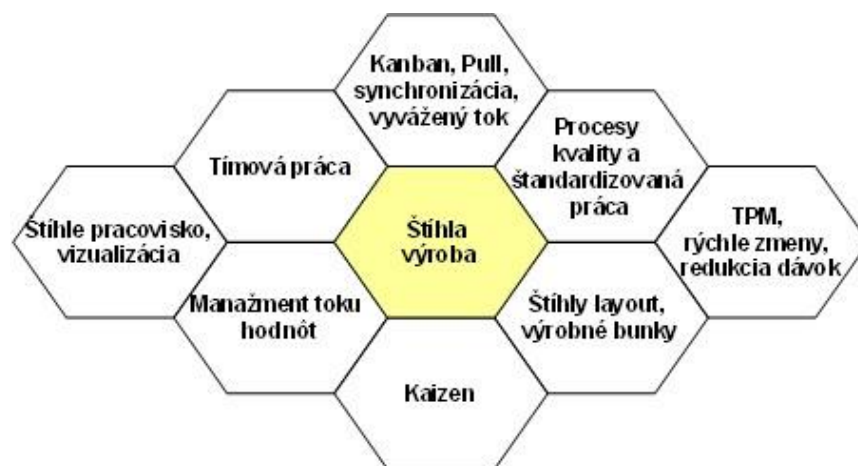 Kanban, Pull,
synchronizácia,
vyvážený tok
Tímová práca
Procesy
kvality a
štandardizovaná
práca
Štíhle pracovisko,
vizualizácia
Štíhla
výroba
TPM,
rýchle zmeny,
redukcia dávok
Manažment toku
hodnôt
Štíhly layout,
výrobné bunky
Kaizen